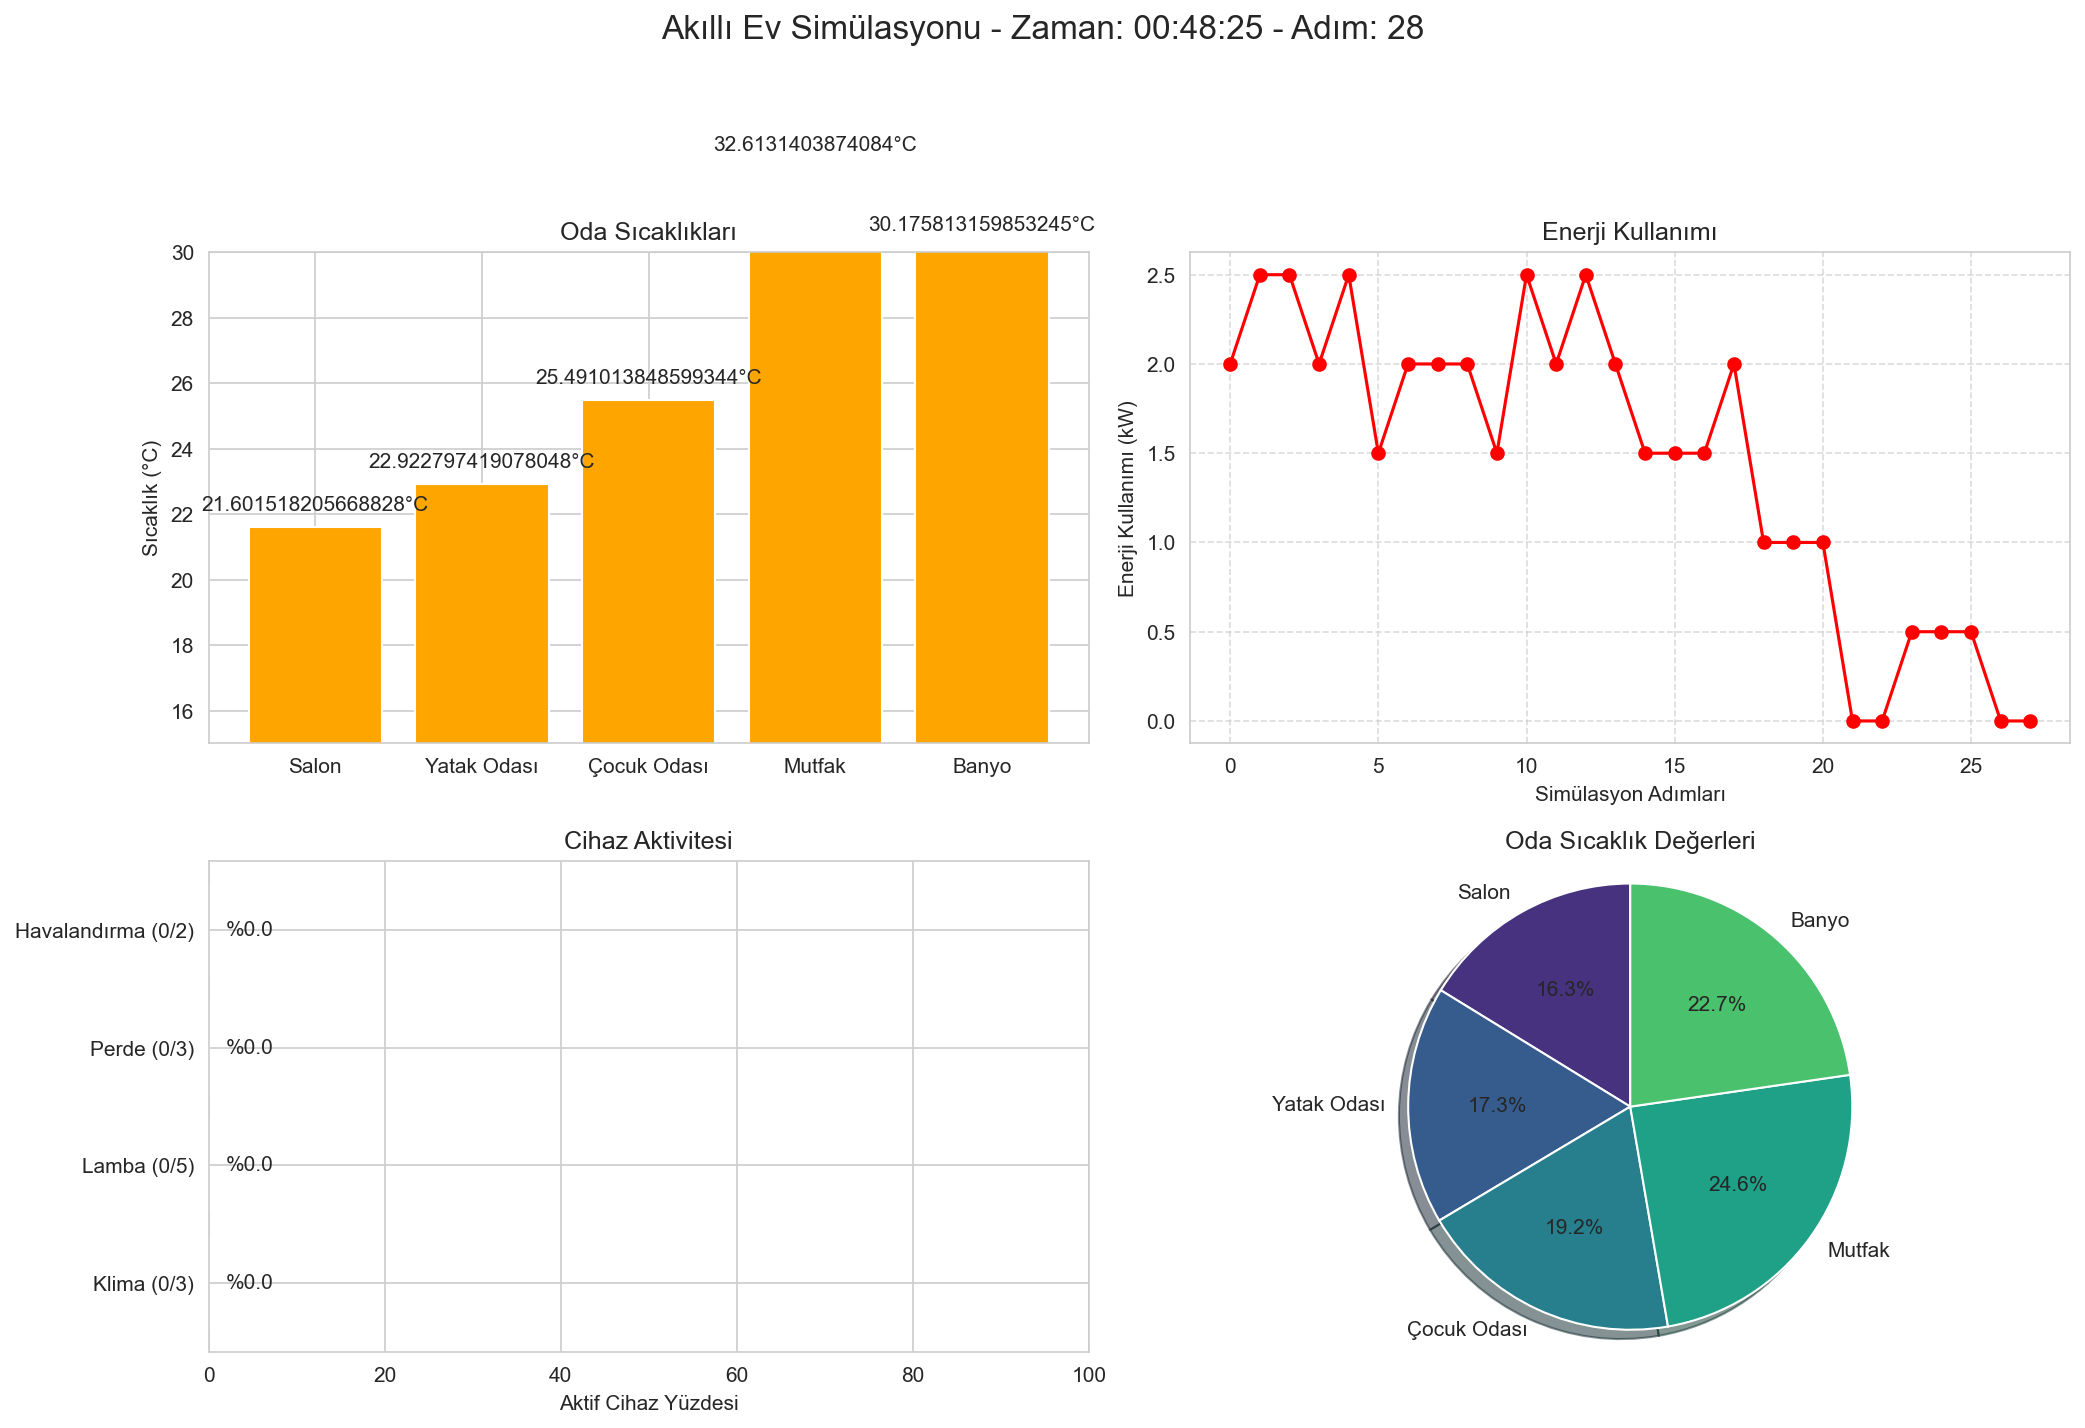 Akıllı Ev Simülasyonu - Zaman: 00:48:25 - Adım: 28
Oda Sıcaklıkları
32.6131403874084°C
30.175813159853245°C
25.491013848599344°C
22.922797419078048°C
21.601518205668828°C
Sıcaklık (°C)
30
28
26
24
22
20
18
16
Salon
Yatak Odası
Çocuk Odası
Mutfak
Banyo
Enerji Kullanımı
Enerji Kullanımı (kW)
2.5
2.0
1.5
1.0
0.5
0.0
0
5
10
15
20
25
Simülasyon Adımları
Cihaz Aktivitesi
Havalandırma (0/2)
%0.0
Perde (0/3)
%0.0
Lamba (0/5)
%0.0
Klima (0/3)
%0.0
0
20
40
60
80
100
Aktif Cihaz Yüzdesi
Oda Sıcaklık Değerleri
Salon
16.3%
Banyo
22.7%
Yatak Odası
17.3%
Mutfak
24.6%
Çocuk Odası
19.2%